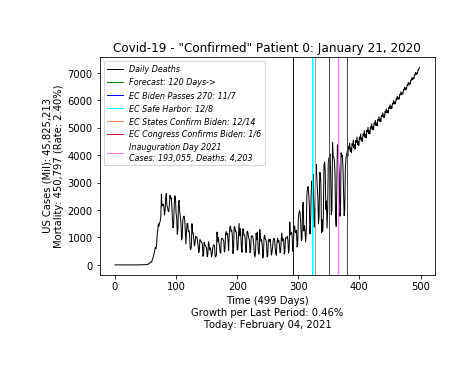 Covid-19 - "Confirmed" Patient 0: January 21, 2020
Daily Deaths
Forecast: 120 Days->
EC Biden Passes 270: 11/7
EC Safe Harbor: 12/8
EC States Confirm Biden: 12/14
EC Congress Confirms Biden: 1/6
Inauguration Day 2021
Cases: 193,055, Deaths: 4,203
US Cases (Mil): 45,825,213
Mortality: 450,797 (Rate: 2.40%)
7000
6000
5000
4000
3000
2000
1000
0
0 100 200 300 400 500
Time (499 Days)
Growth per Last Period: 0.46%
Today: February 04, 2021